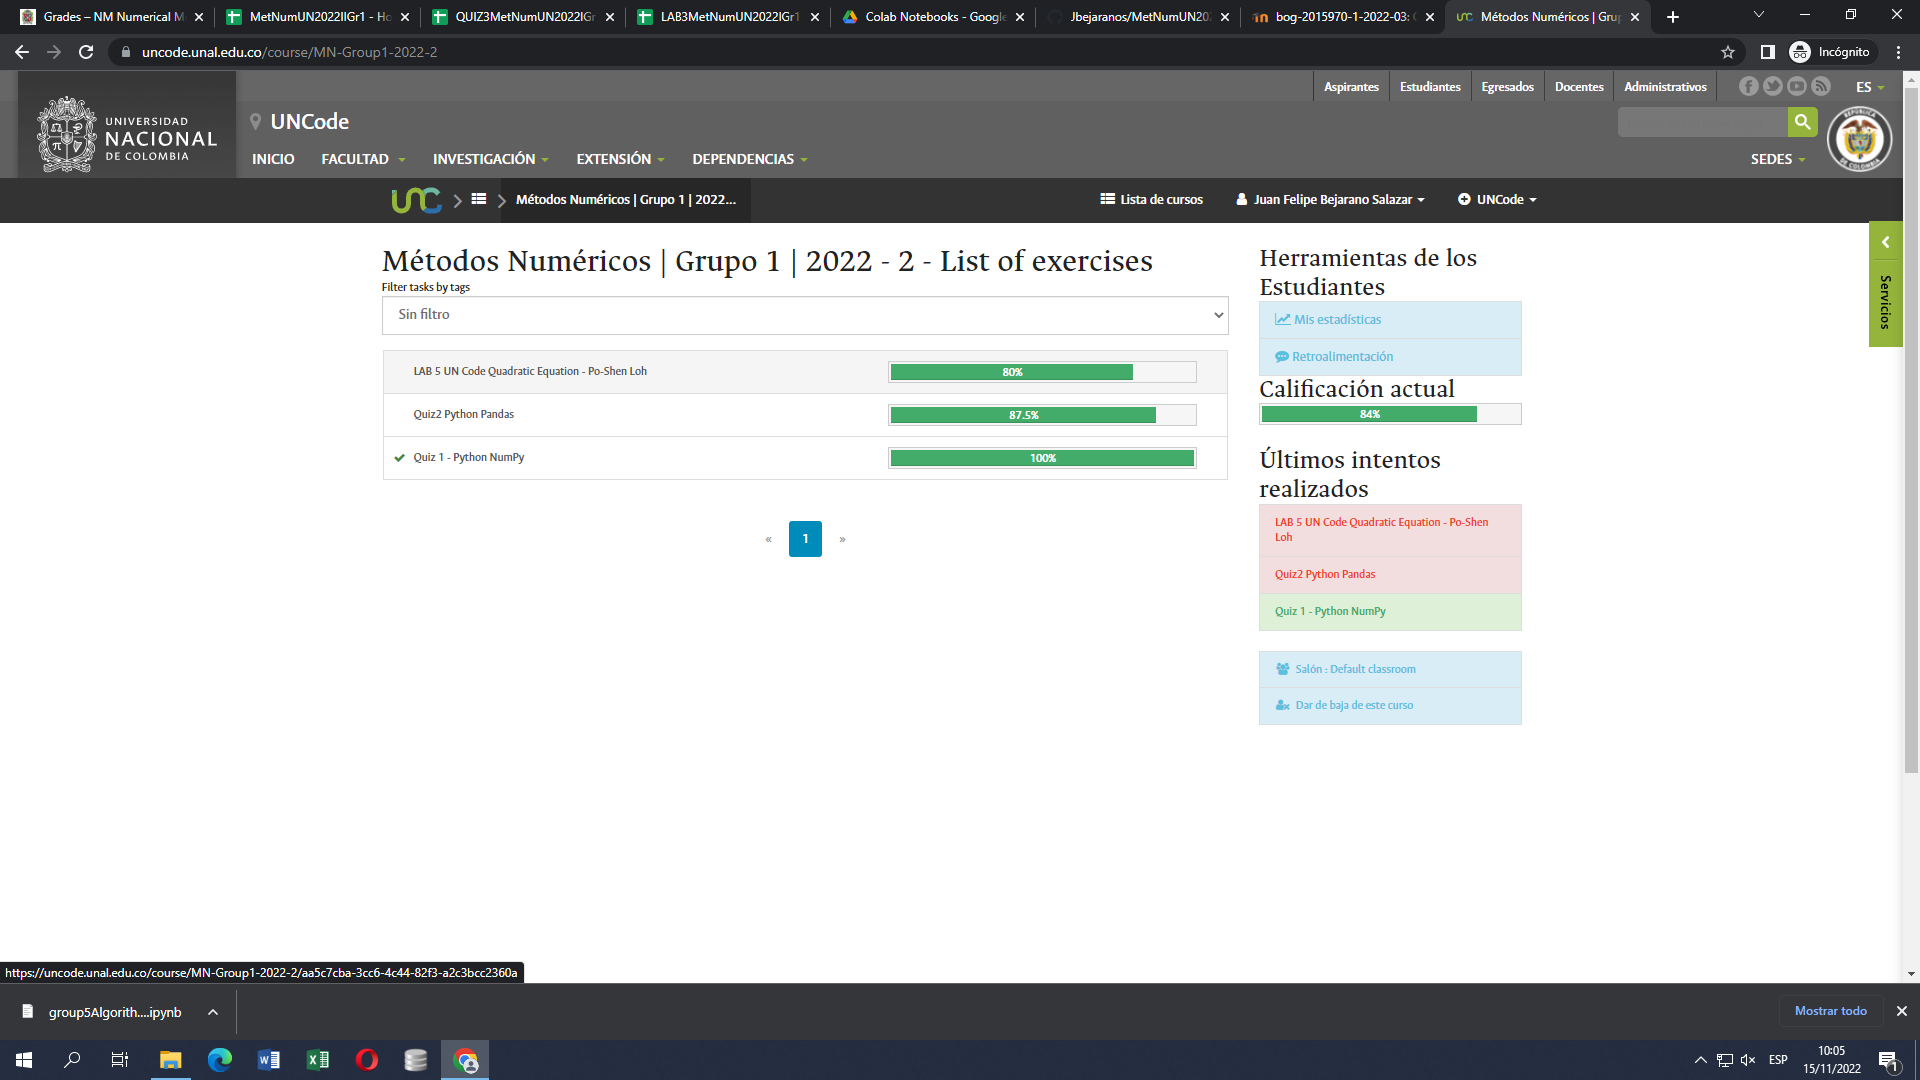 Grades – NM Numerical M
MetNumUN2022IIGr1 - Ho
QUIZ3MetNumUN2022IGr
LAB3MetNumUN2022IGr1
Colab Notebooks - Google
Jbejaranos/MetNumUN202
bog-2015970-1-2022-03:
Métodos Numéricos | Gru
uncode.unal.edu.co/course/MN-Group1-2022-2
Incógnito
Aspirantes
Estudiantes
Egresados
Docentes
Administrativos
ES
UNIVERSIDAD
NACIONAL
DE COLOMBIA
UNCode
INICIO
FACULTAD
INVESTIGACIÓN
EXTENSIÓN
DEPENDENCIAS
SEDES
UNC
Métodos Numéricos | Grupo 1 | 2022...
Lista de cursos
Juan Felipe Bejarano Salazar
UNCode
Servicios
Métodos Numéricos | Grupo 1 | 2022 - 2 - List of exercises
Filter tasks by tags
Sin filtro
LAB 5 UN Code Quadratic Equation - Po-Shen Loh
80%
Quiz2 Python Pandas
87.5%
Quiz 1 - Python NumPy
100%
« 1 »
Herramientas de los
Estudiantes
Mis estadísticas
Retroalimentación
Calificación actual
84%
Últimos intentos
realizados
LAB 5 UN Code Quadratic Equation - Po-Shen
Loh
Quiz2 Python Pandas
Quiz 1 - Python NumPy
Salón : Default classroom
Dar de baja de este curso
https://uncode.unal.edu.co/course/MN-Group1-2022-2/aa5c7cba-3cc6-4c44-82f3-a2c3bcc2360a
group5Algorith....ipynb
Mostrar todo
ESP
10:05
15/11/2022
1